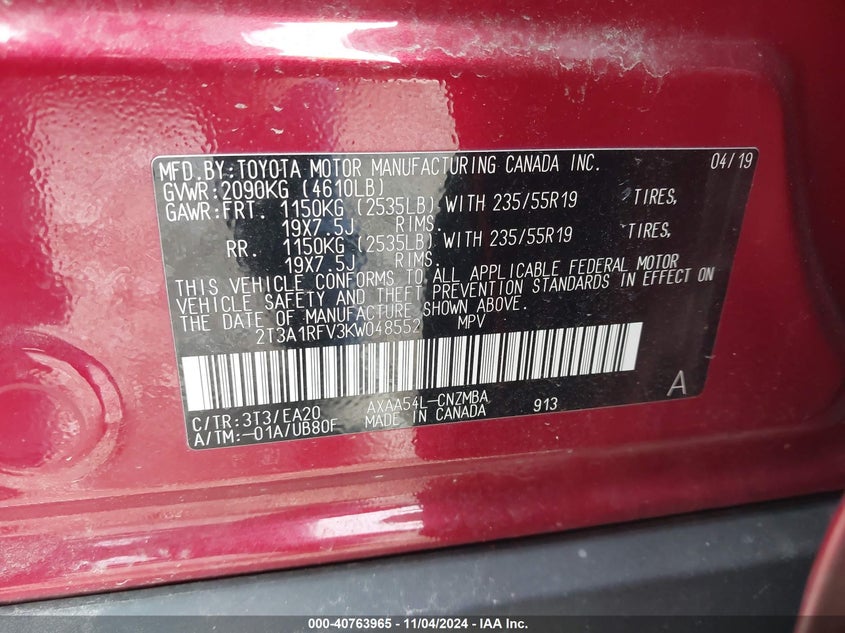 MFD.BY:TOYOTA MOTOR MANUFACTURING CANADA INC. 04/19
GVWR:2090KG (4610LB)
GAWR:FRT. 1150KG (2535LB) WITH 235/55R19 TIRES,
19X7.5J RIMS.
RR. 1150KG (2535LB) WITH 235/55R19 TIRES,
19X7.5J RIMS.
THIS VEHICLE CONFORMS TO ALL APPLICABLE FEDERAL MOTOR
VEHICLE SAFETY AND THEFT PREVENTION STANDARDS IN EFFECT ON
THE DATE OF MANUFACTURE SHOWN ABOVE.
2T3A1RFV3KW048552 MPV
A
C/TR:3T3/EA20 AXAA54L-CNZMBA
A/TM:-01A/UB80F MADE IN CANADA 913
000-40763965 - 11/04/2024 - IAA Inc.